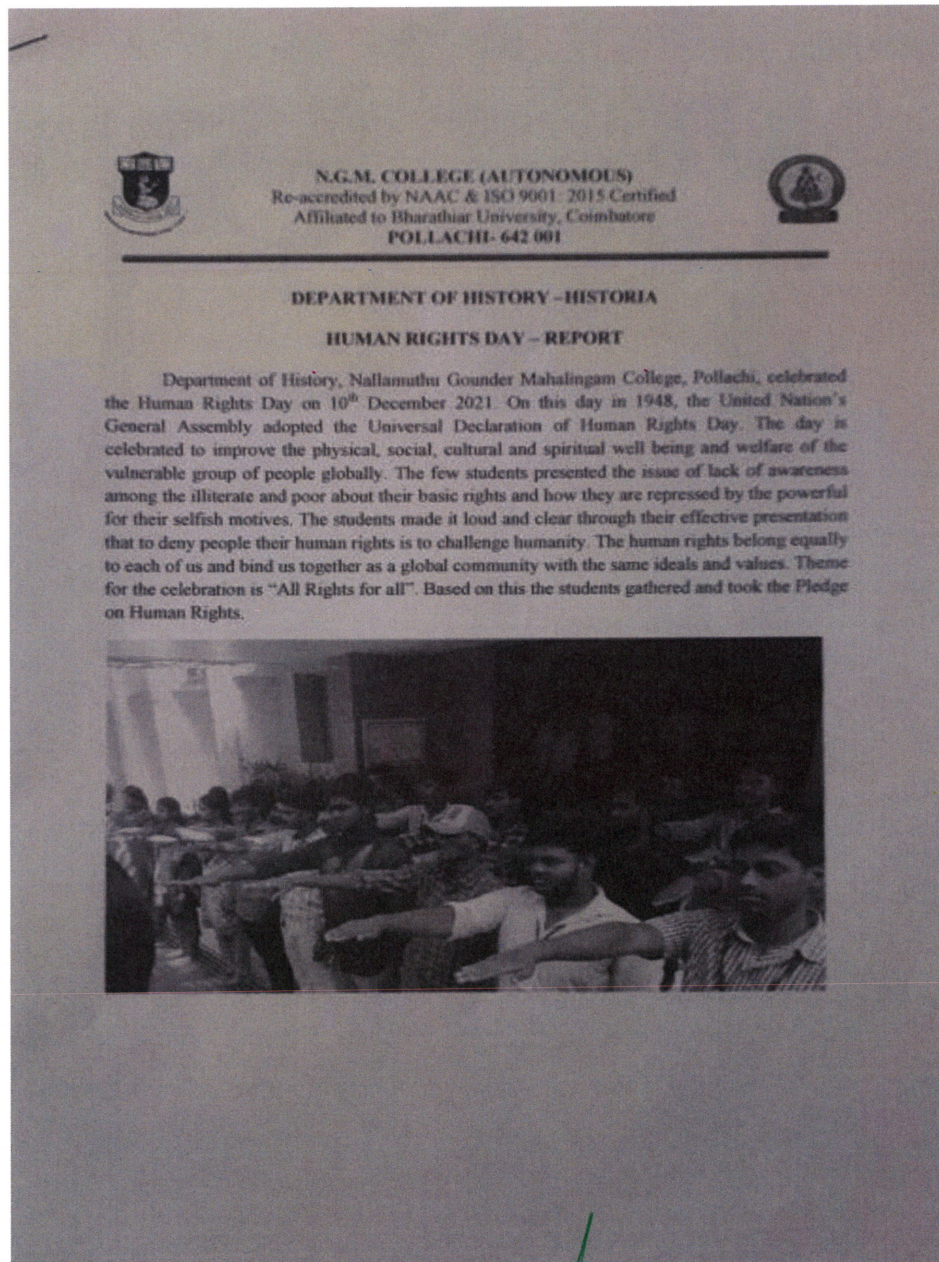 N.G.M. COLLEGE (AUTONOMOUS)
Re-accredited by NAAC & ISO 9001: 2015 Certified
Affiliated to Bharathiar University, Coimbatore
POLLACHI- 642 001
DEPARTMENT OF HISTORY – HISTORIA
HUMAN RIGHTS DAY – REPORT
Department of History, Nallamuthu Gounder Mahalingam College, Pollachi, celebrated
the Human Rights Day on 10th December 2021. On this day in 1948, the United Nation's
General Assembly adopted the Universal Declaration of Human Rights Day. The day is
celebrated to improve the physical, social, cultural and spiritual well being and welfare of the
vulnerable group of people globally. The few students presented the issue of lack of awareness
among the illiterate and poor about their basic rights and how they are repressed by the powerful
for their selfish motives. The students made it loud and clear through their effective presentation
that to deny people their human rights is to challenge humanity. The human rights belong equally
to each of us and bind us together as a global community with the same ideals and values. Theme
for the celebration is “All Rights for all”. Based on this the students gathered and took the Pledge
on Human Rights.